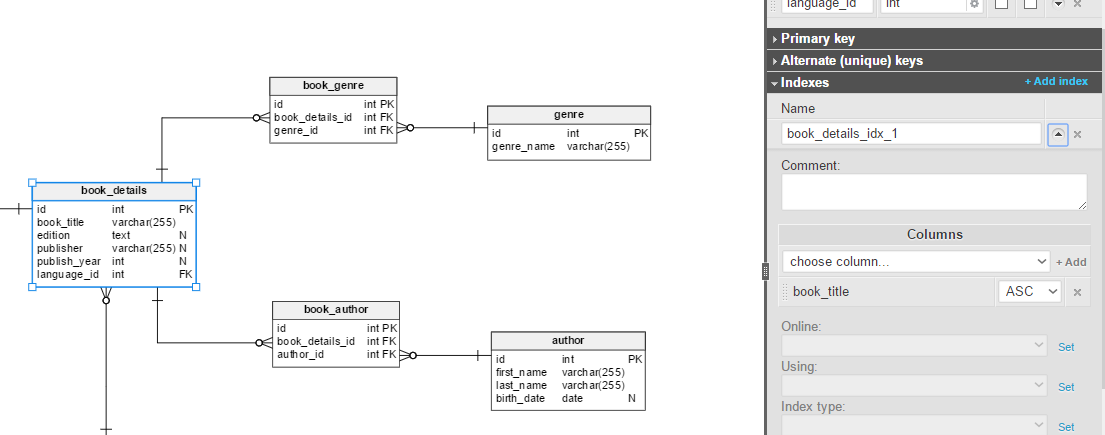 book_genre
id int PK
book_details_id int FK
genre_id int FK
genre
id int PK
genre_name varchar(255)
book_details
id int PK
book_title varchar(255)
edition text N
publisher varchar(255) N
publish_year int N
language_id int FK
book_author
id int PK
book_details_id int FK
author_id int FK
author
id int PK
first_name varchar(255)
last_name varchar(255)
birth_date date N
language_id int
Primary key
Alternate (unique) keys
Indexes + Add index
Name
book_details_idx_1
Comment:
Columns
choose column... + Add
book_title ASC
Online:
Set
Using:
Set
Index type:
Set